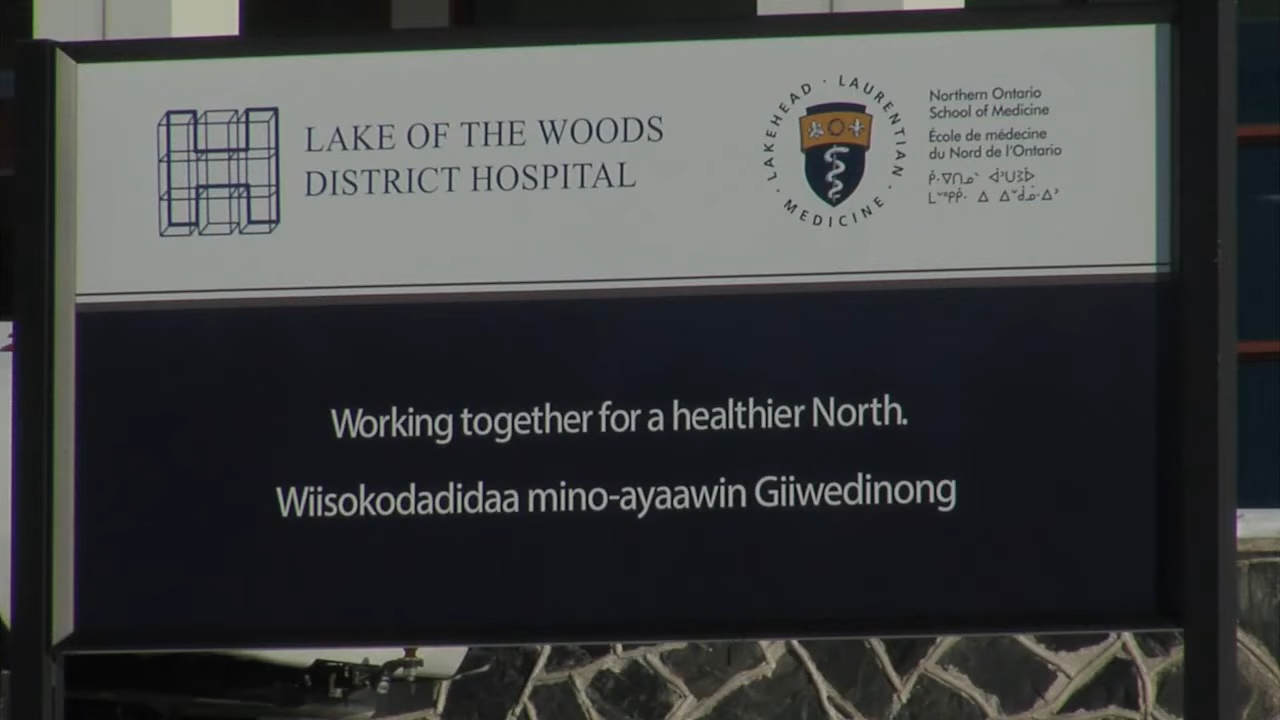 LAKE OF THE WOODS
DISTRICT HOSPITAL
LAKEHEAD · LAURENTIAN · MEDICINE ·
Northern Ontario
School of Medicine
École de médecine
du Nord de l'Ontario
Working together for a healthier North.
Wiisokodadidaa mino-ayaawin Giiwedinong